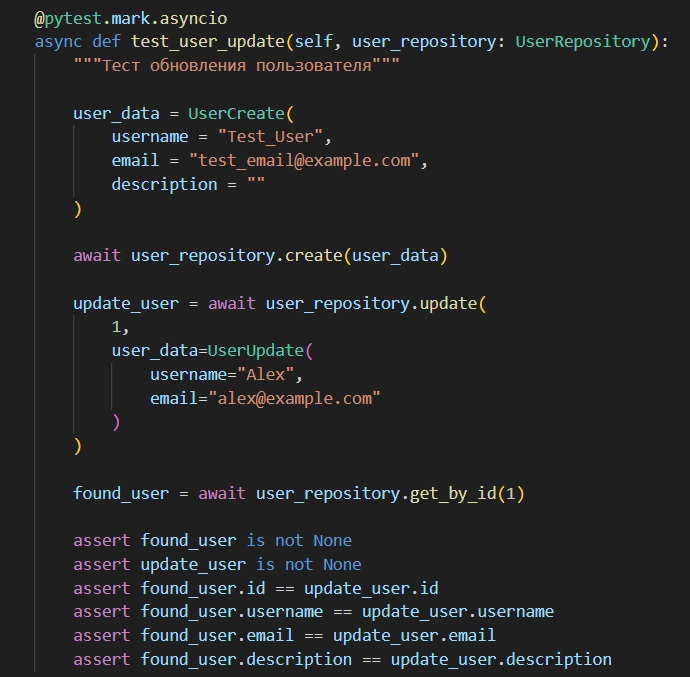 @pytest.mark.asyncio
async def test_user_update(self, user_repository: UserRepository):
    """Тест обновления пользователя"""
    user_data = UserCreate(
        username = "Test_User",
        email = "test_email@example.com",
        description = ""
    )
    await user_repository.create(user_data)
    update_user = await user_repository.update(
        1,
        user_data=UserUpdate(
            username="Alex",
            email="alex@example.com"
        )
    )
    found_user = await user_repository.get_by_id(1)
    assert found_user is not None
    assert update_user is not None
    assert found_user.id == update_user.id
    assert found_user.username == update_user.username
    assert found_user.email == update_user.email
    assert found_user.description == update_user.description